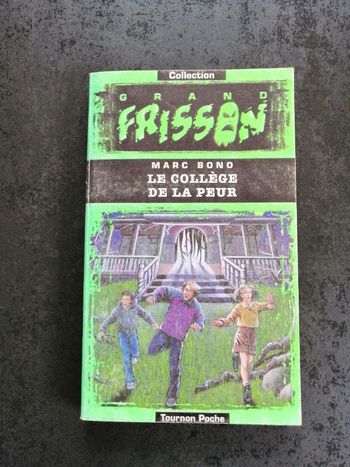 Collection
GRAND
FRISSON
MARC BONO
LE COLLÈGE
DE LA PEUR
Tournon Poche